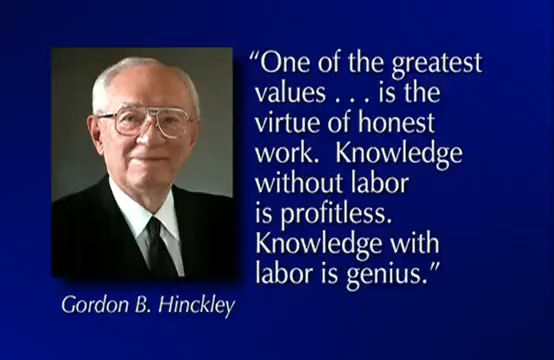 “One of the greatest
values . . . is the
virtue of honest
work.  Knowledge
without labor
is profitless.
Knowledge with
labor is genius.”
Gordon B. Hinckley